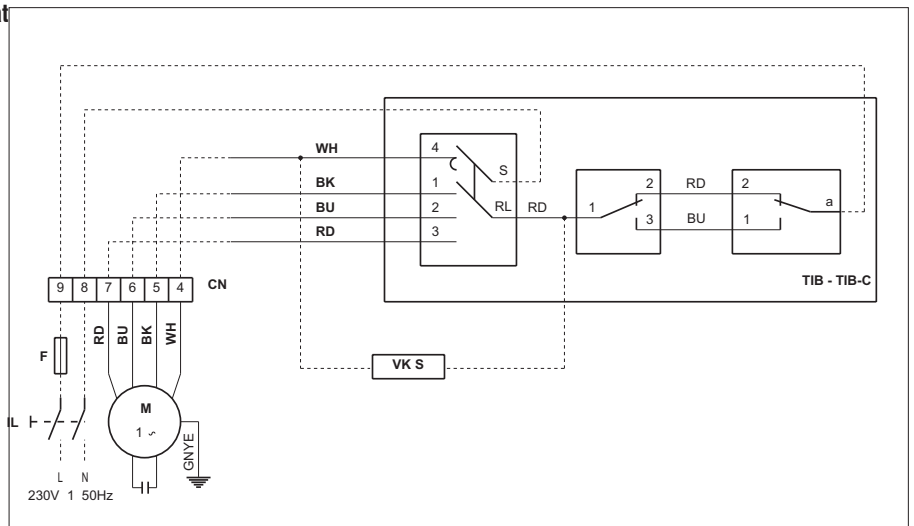 WH
4
S
BK
1
2
RD
2
a
BU
2
RL
RD
1
RD
3
3
BU
1
TIB - TIB-C
9 8 7 6 5 4
CN
RD
BU
BK
WH
F
VK S
M
1 ~
IL
GNYE
L N
230V 1 50Hz